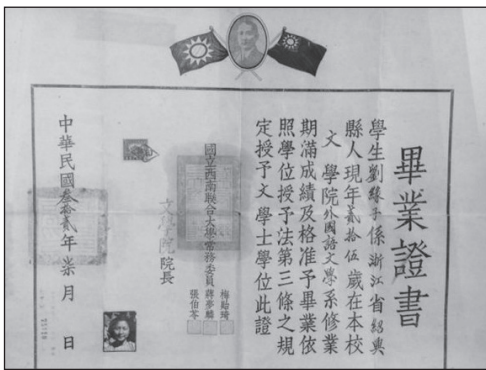 畢業證書
學生劉緣子係浙江省紹興
縣人現年貳拾伍歲在本校
文學院外國語文學系修業
期滿成績及格准予畢業依
照學位授予法第三條之規
定授予文學士學位此證
國立西南聯合大學常務委員
梅貽琦
蔣夢麟
張伯苓
文學院院長
中華民國叁拾貳年柒月 日